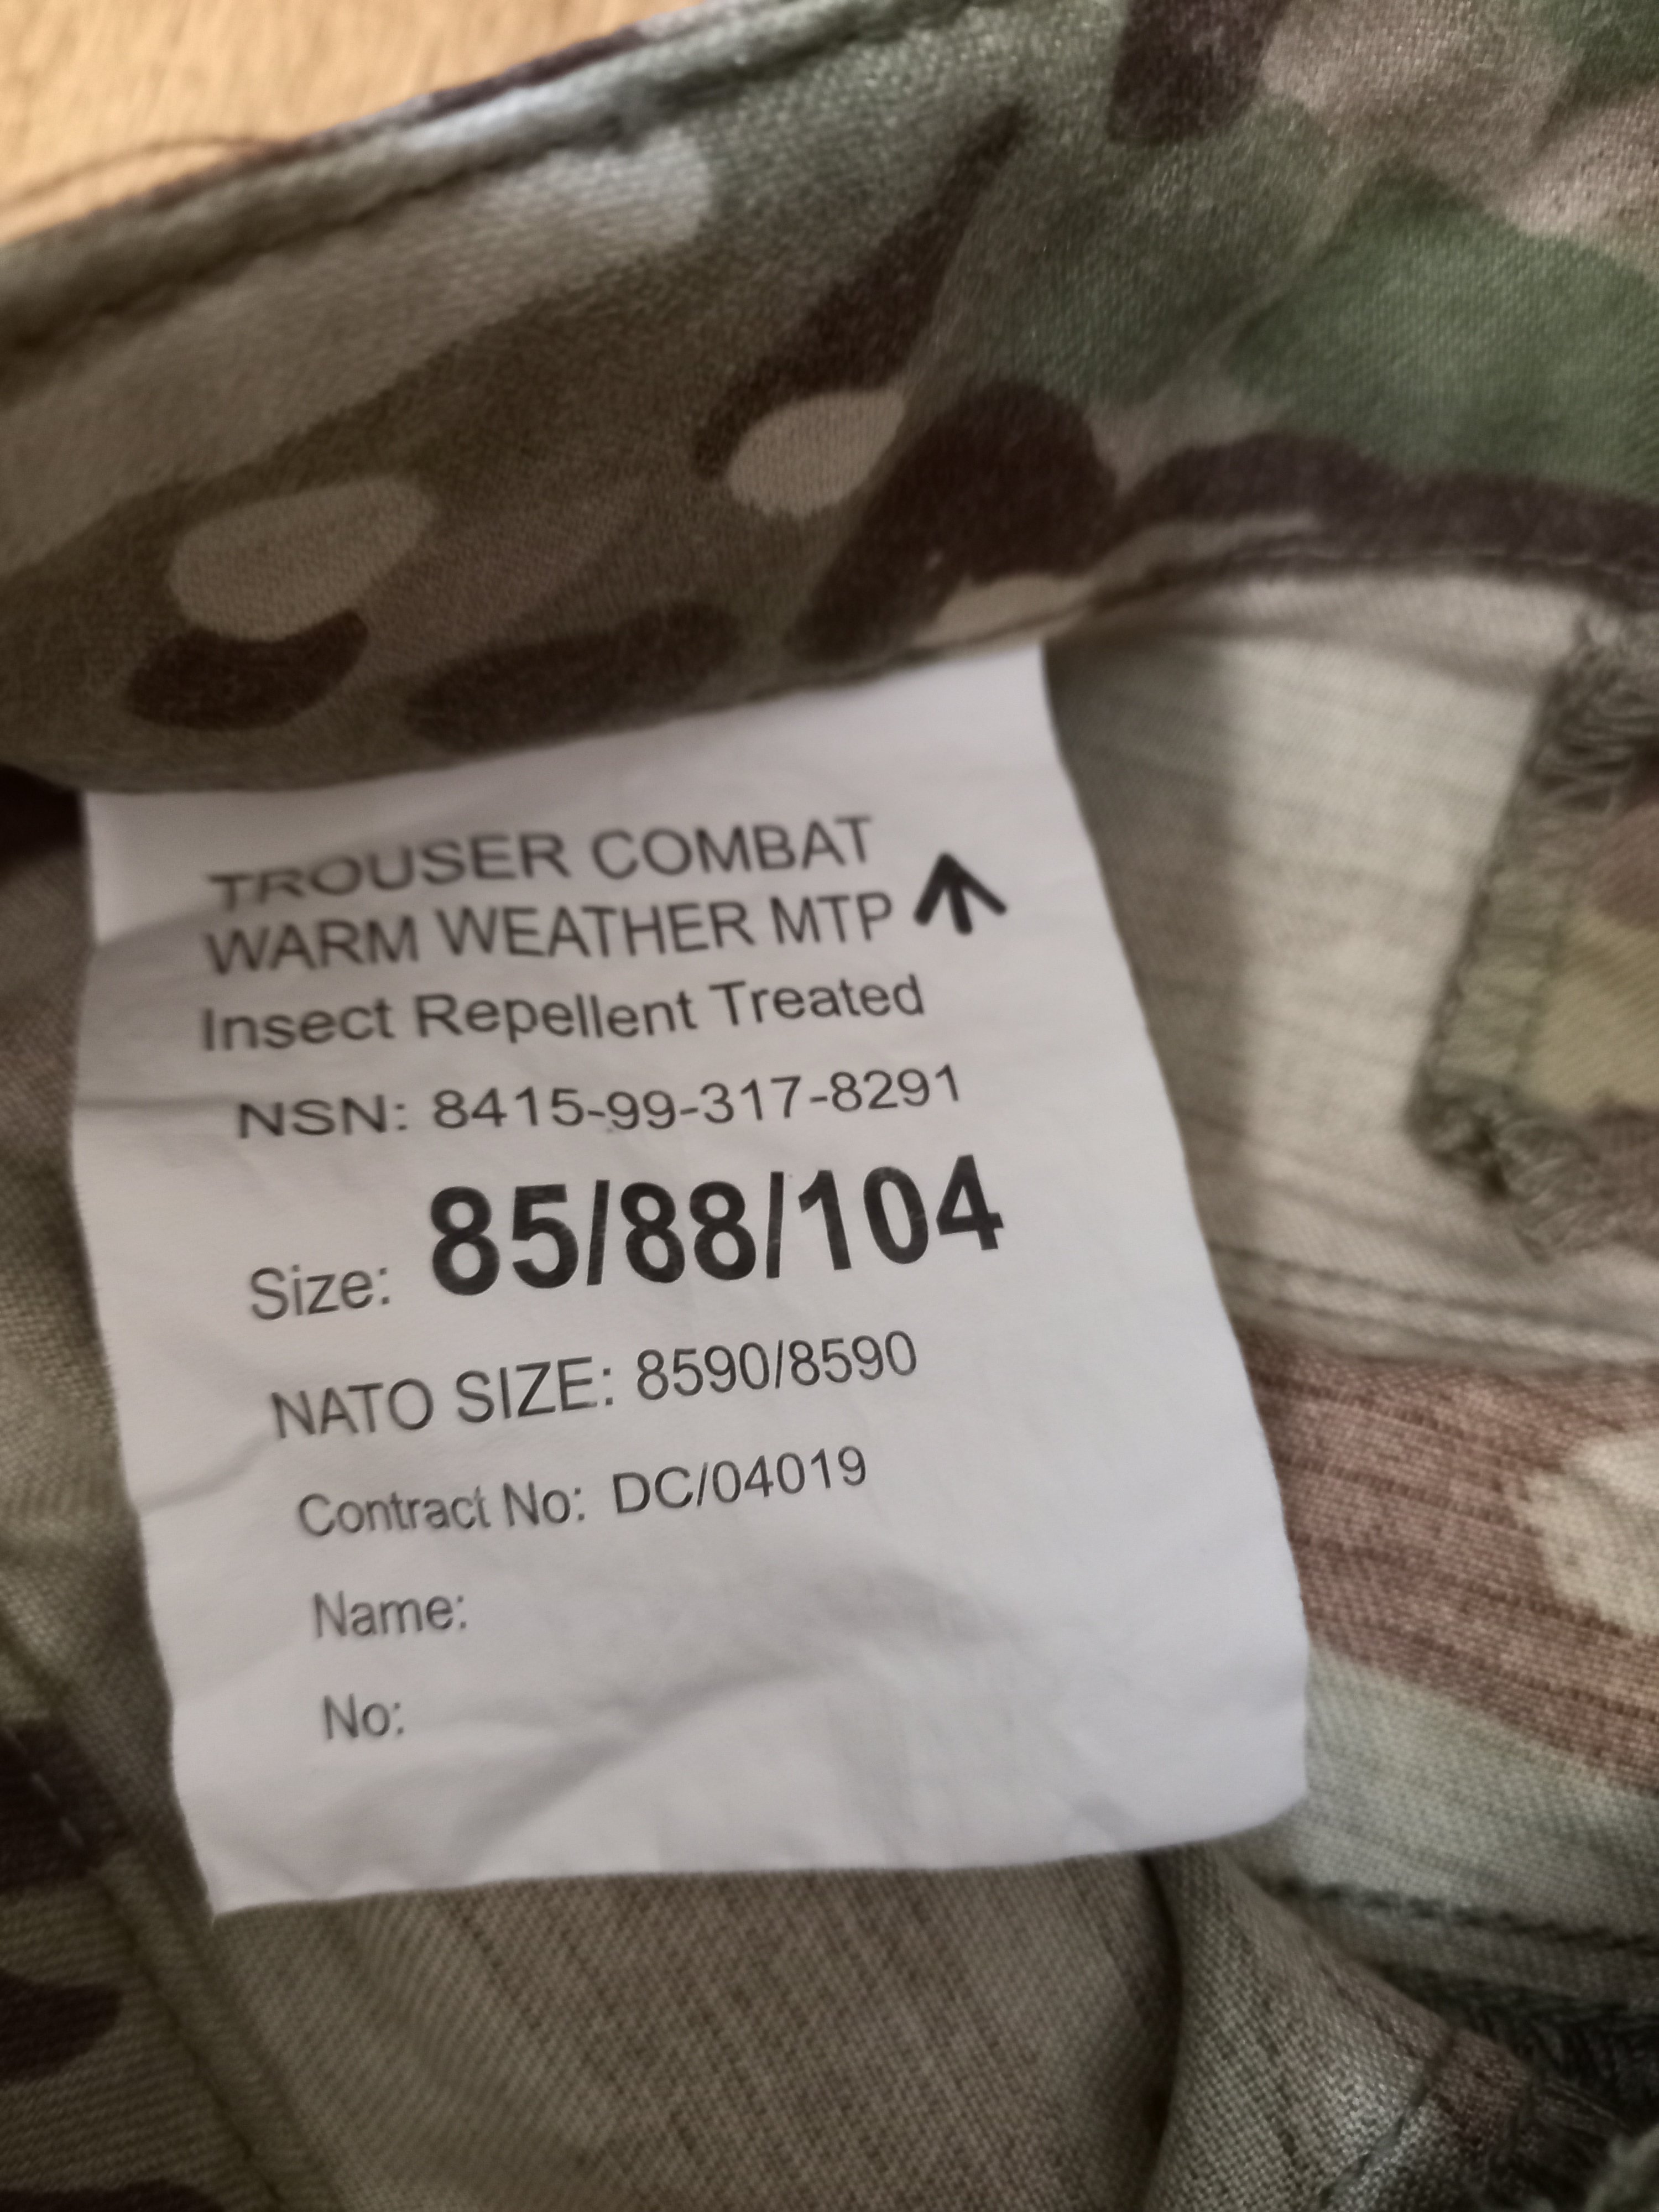 TROUSER COMBAT
WARM WEATHER MTP
Insect Repellent Treated
NSN: 8415-99-317-8291
Size: 85/88/104
NATO SIZE: 8590/8590
Contract No: DC/04019
Name:
No: